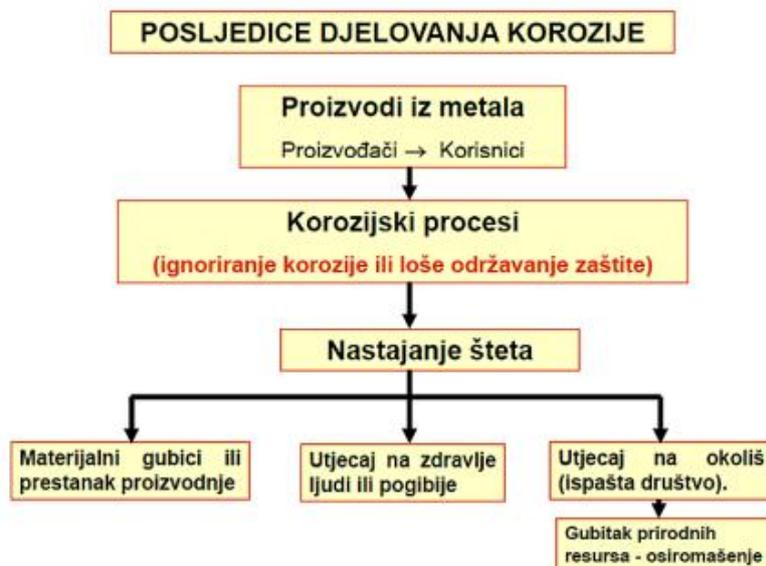 POSLJEDICE DJELOVANJA KOROZIJE
Proizvodi iz metala
Proizvođači → Korisnici
Korozijski procesi
(ignoriranje korozije ili loše održavanje zaštite)
Nastajanje šteta
Materijalni gubici ili
prestanak proizvodnje
Utjecaj na zdravlje
ljudi ili pogibije
Utjecaj na okoliš
(ispašta društvo).
Gubitak prirodnih
resursa - osiromašenje